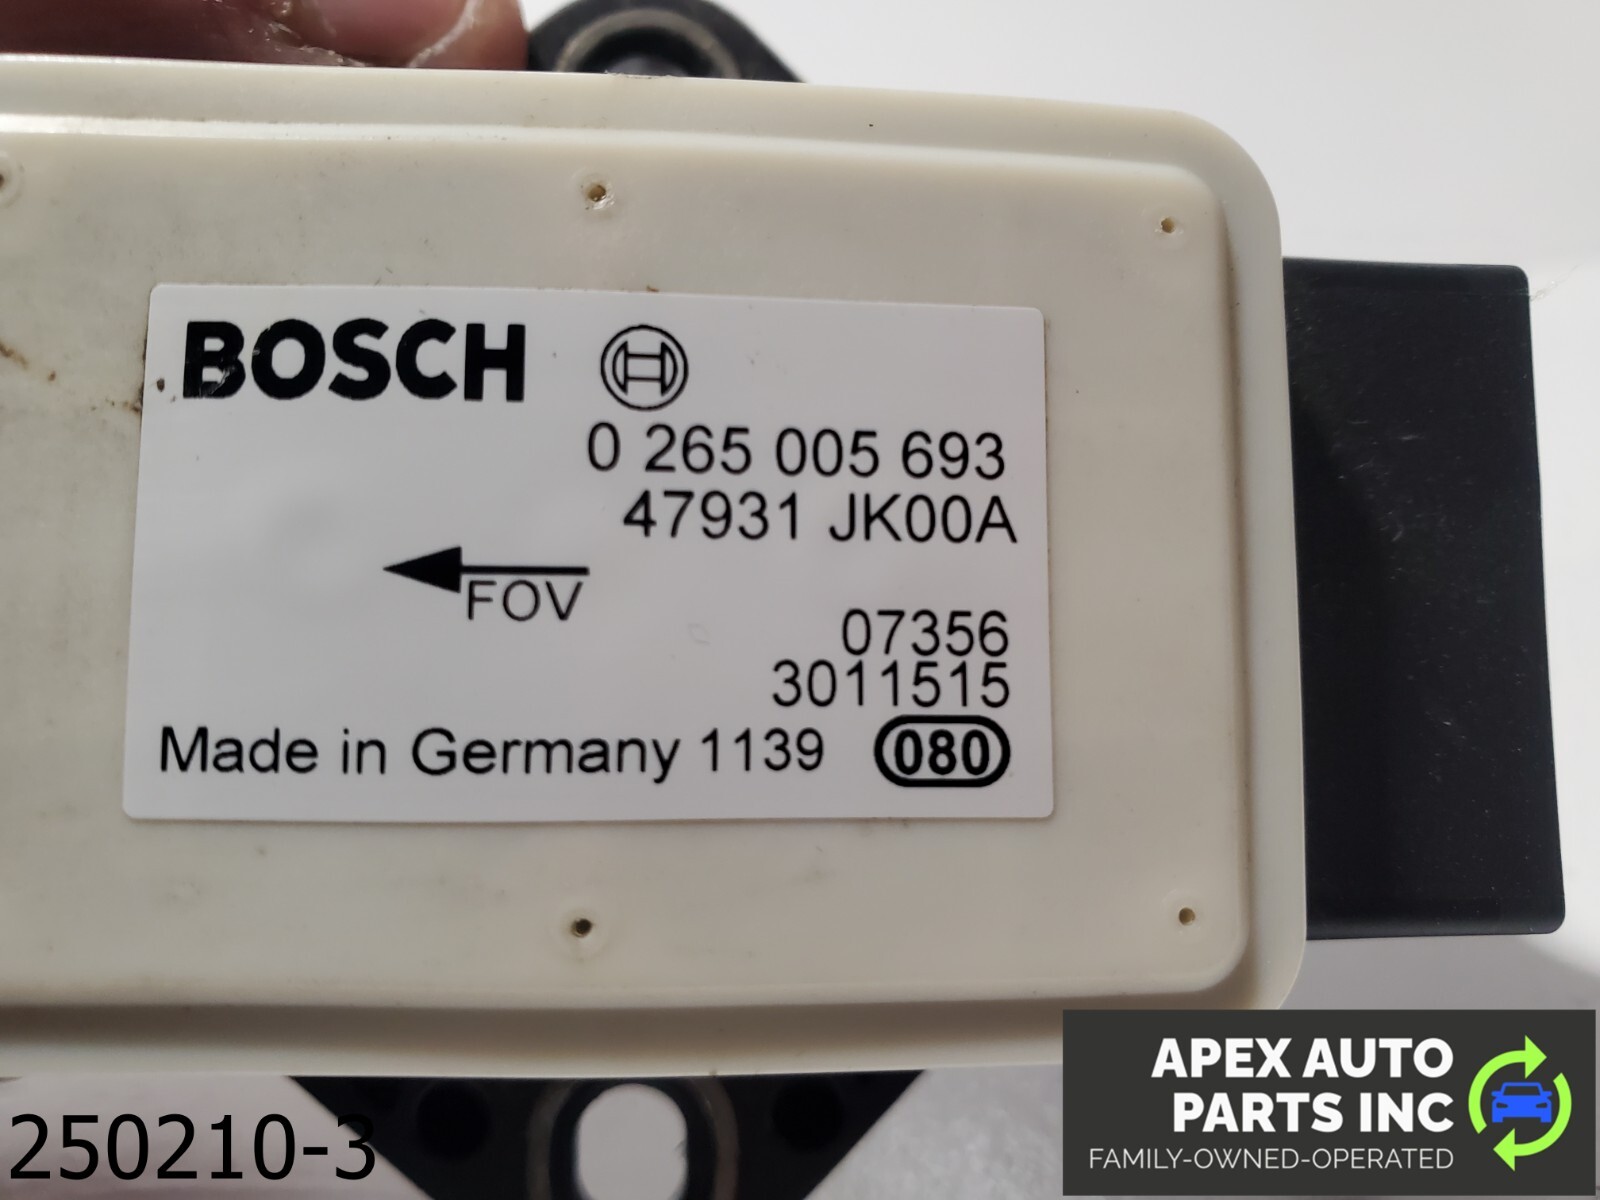 BOSCH
0 265 005 693
47931 JK00A
FOV
07356
3011515
Made in Germany 1139 080
APEX AUTO
PARTS INC
FAMILY-OWNED-OPERATED
250210-3